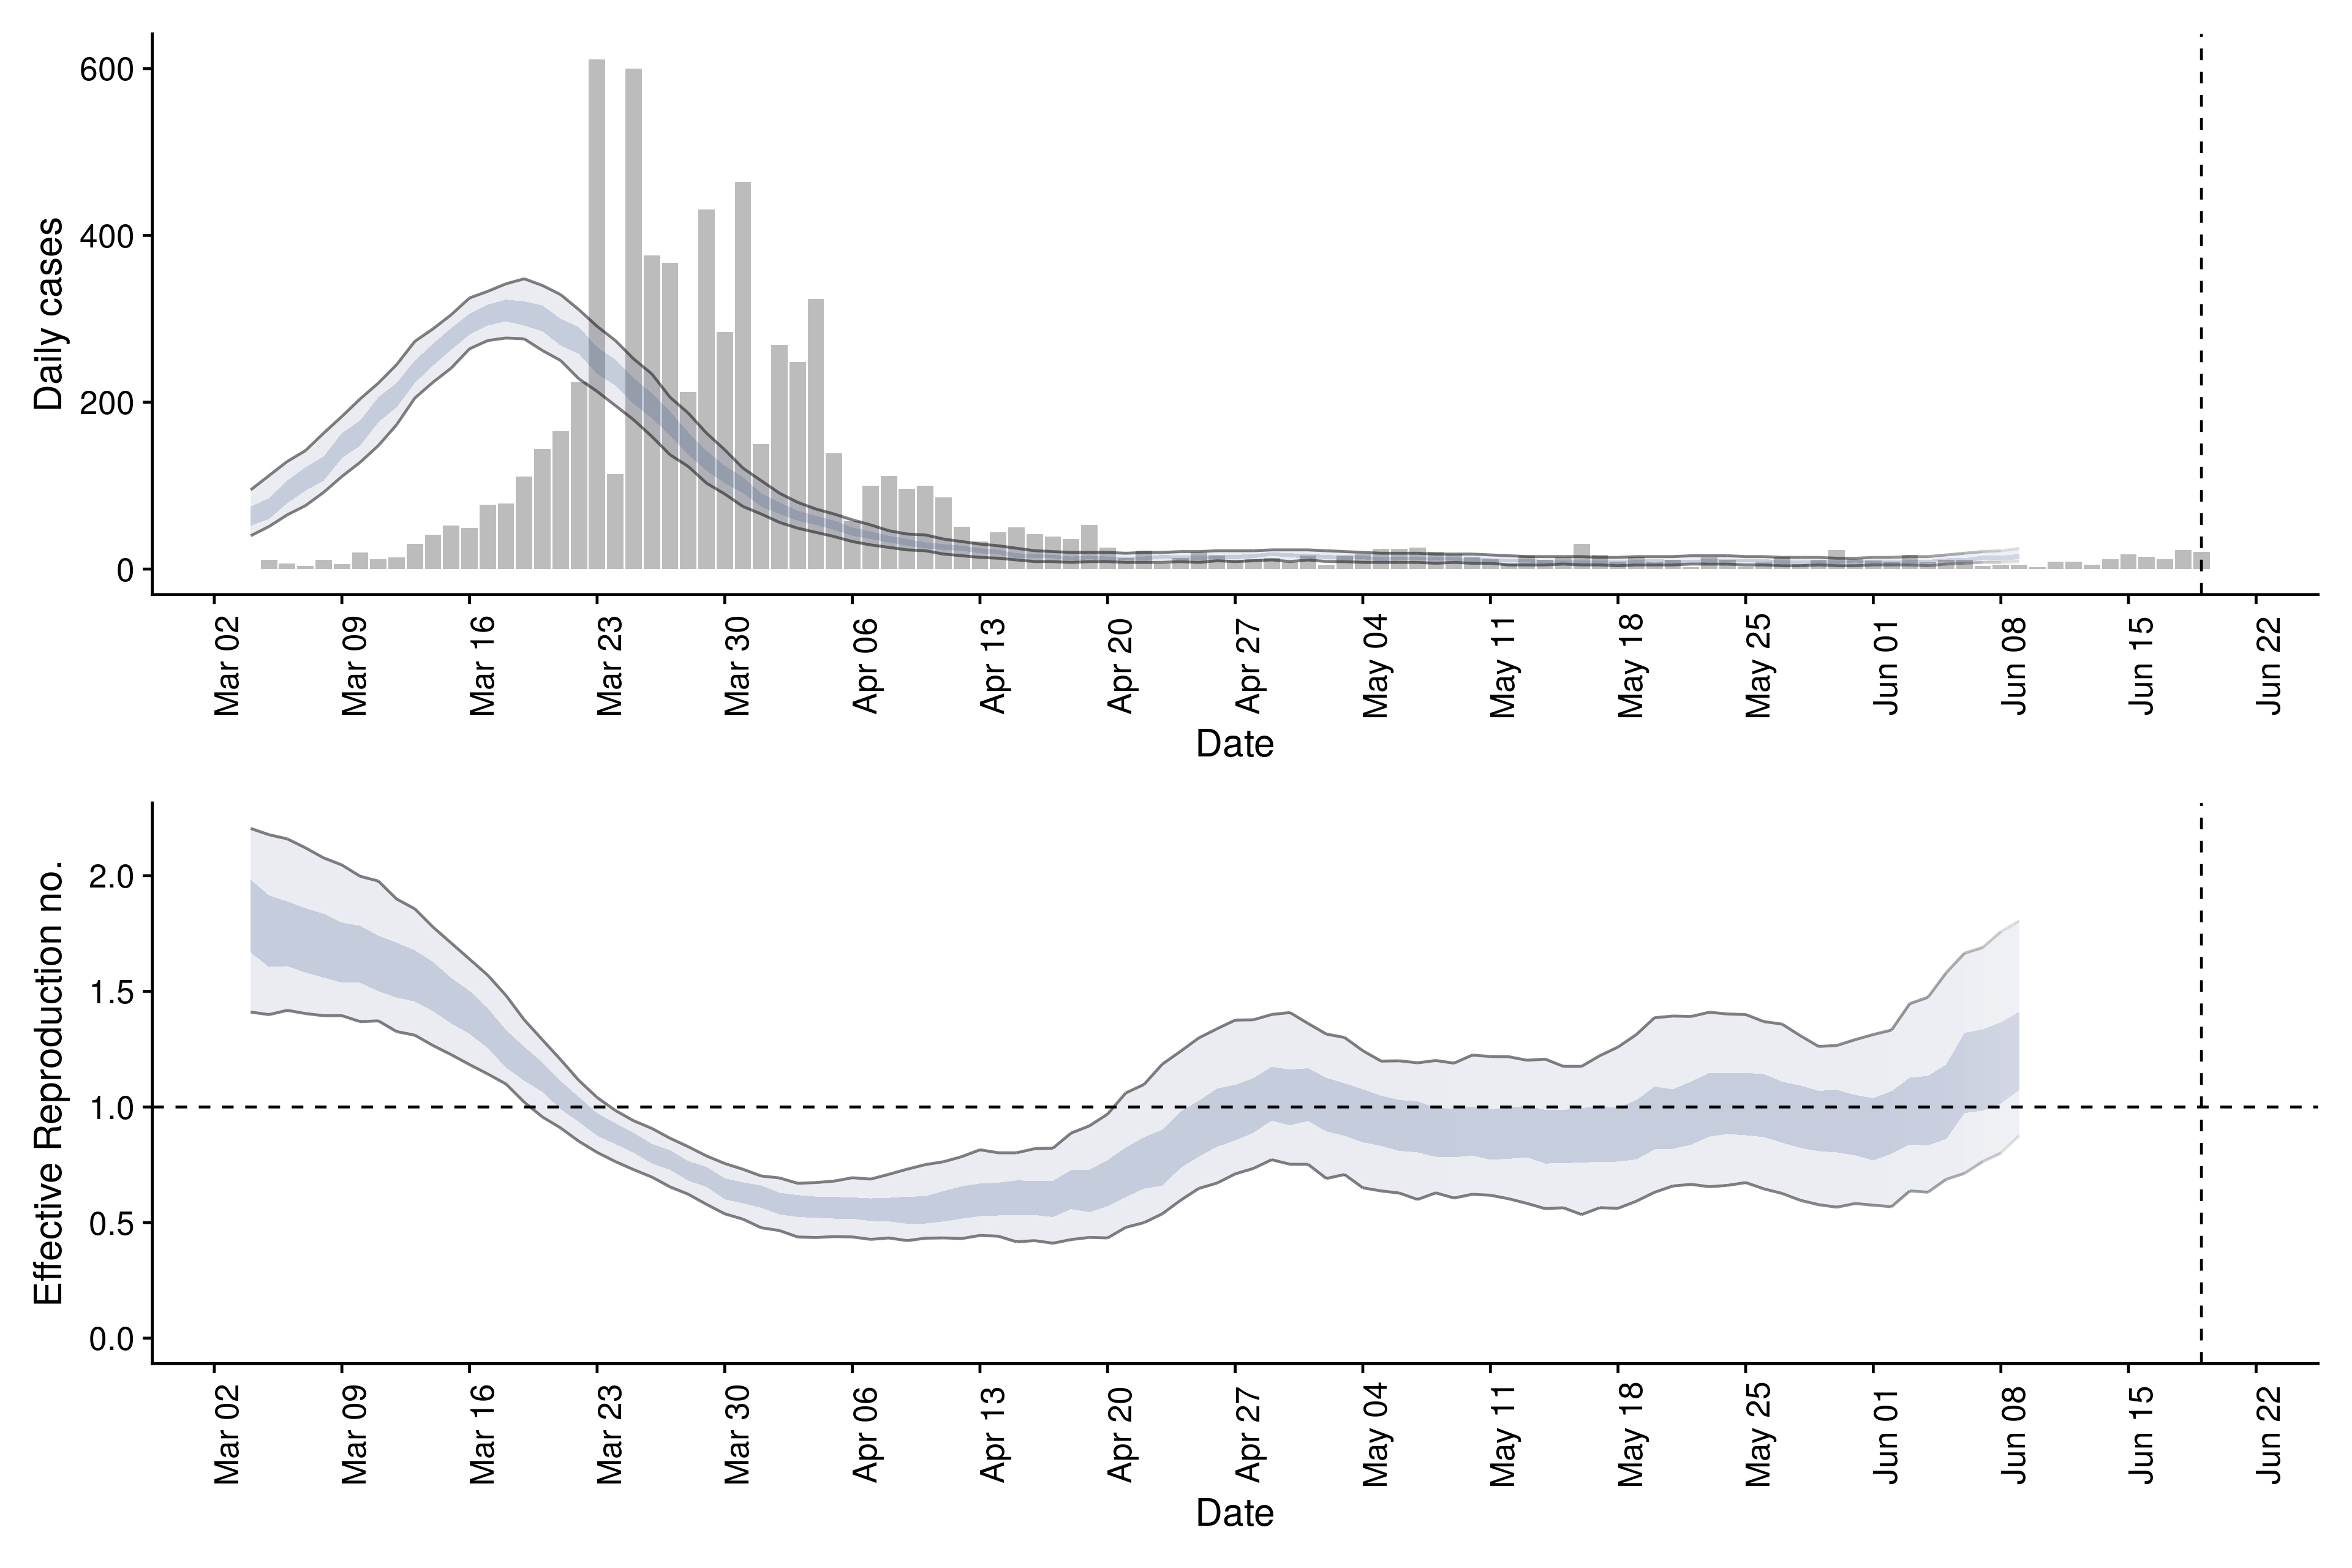 Daily cases
600
400
200
0
Mar 02
Mar 09
Mar 16
Mar 23
Mar 30
Apr 06
Apr 13
Apr 20
Apr 27
May 04
May 11
May 18
May 25
Jun 01
Jun 08
Jun 15
Jun 22
Date
Effective Reproduction no.
2.0
1.5
1.0
0.5
0.0
Mar 02
Mar 09
Mar 16
Mar 23
Mar 30
Apr 06
Apr 13
Apr 20
Apr 27
May 04
May 11
May 18
May 25
Jun 01
Jun 08
Jun 15
Jun 22
Date